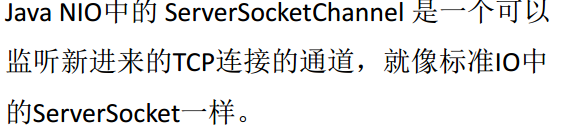 Java NIO中的 ServerSocketChannel 是一个可以
监听新进来的TCP连接的通道，就像标准IO中
的ServerSocket一样。